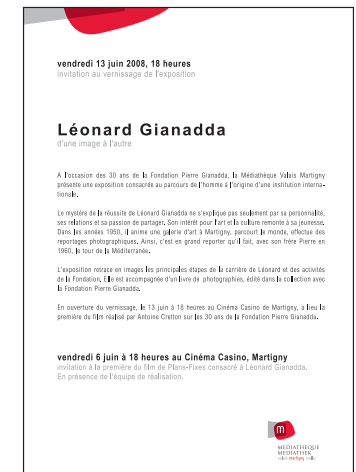 vendredi 13 juin 2008, 18 heures
invitation au vernissage de l'exposition
Léonard Gianadda
d'une image à l'autre
A l'occasion des 30 ans de la Fondation Pierre Gianadda, la Médiathèque Valais Martigny
présente une exposition consacré au parcours de l'homme à l'origine d'une institution interna-
tionale.
Le mystère de la réussite de Léonard Gianadda ne s'explique pas seulement par sa personnalité,
ses relations et sa passion de partager. Son intérêt pour l'art et la culture remonte à sa jeunesse.
Dans les années 1950, il anime une galerie d'art à Martigny, parcourt le monde, effectue des
reportages photographiques. Ainsi, c'est en grand reporter qu'il fait, avec son frère Pierre en
1960, le tour de la Méditerranée.
L'exposition retrace en images les principales étapes de la carrière de Léonard et des activités
de la Fondation. Elle est accompagnée d'un livre de photographies, édité dans la collection avec
la Fondation Pierre Gianadda.
En ouverture du vernissage, le 13 juin à 18 heures au Cinéma Casino de Martigny, a lieu la
première du film réalisé par Antoine Cretton sur les 30 ans de la Fondation Pierre Gianadda.
vendredi 6 juin à 18 heures au Cinéma Casino, Martigny
invitation à la première du film de Plans-Fixes consacré à Léonard Gianadda.
En présence de l'équipe de réalisation.
m
MEDIATHEQUE
MEDIATHEK
valais martigny wallis